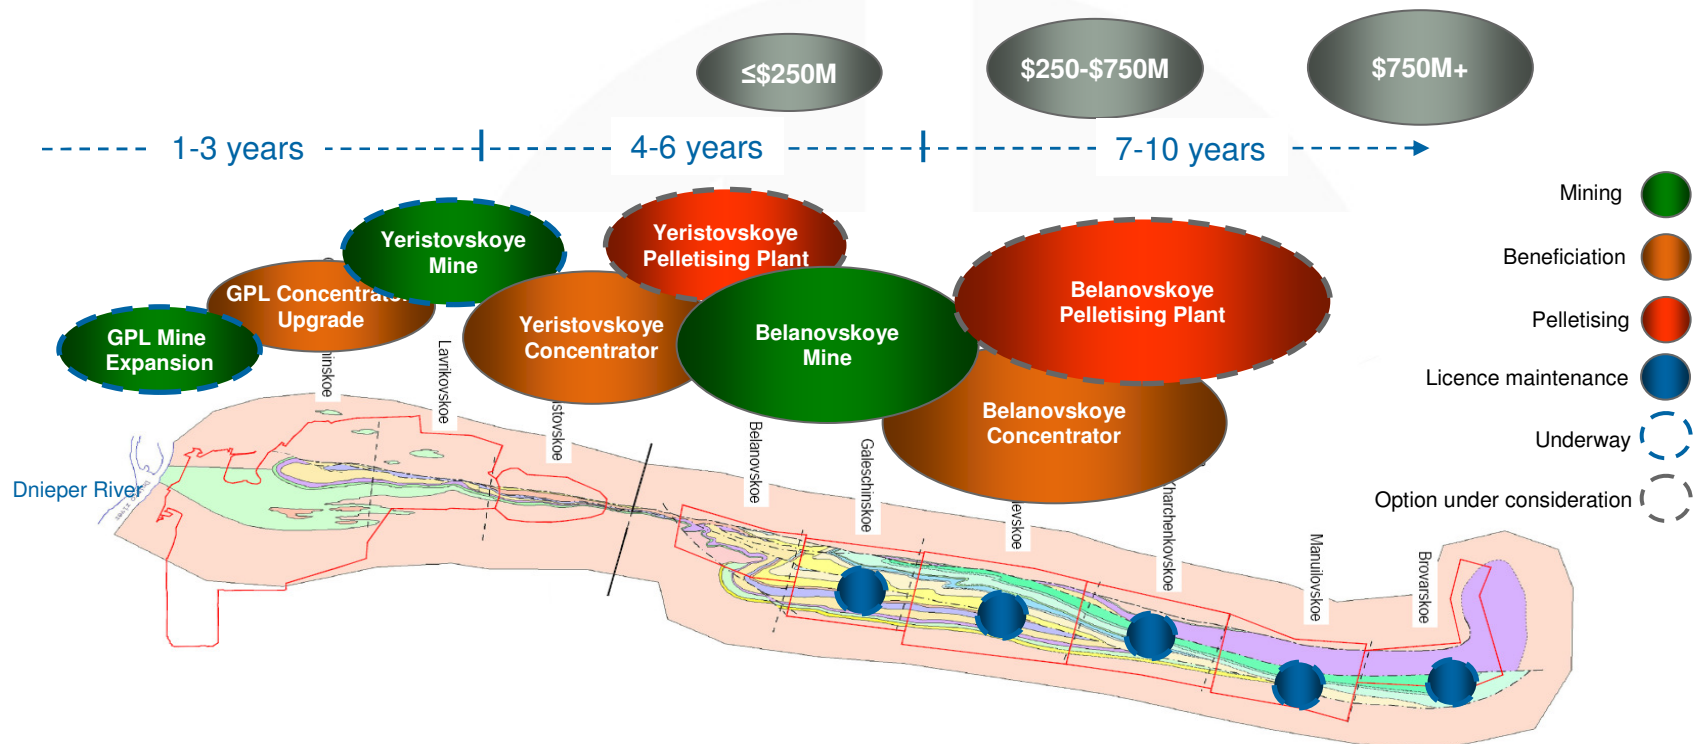 ≤$250M
$250-$750M
$750M+
1-3 years
4-6 years
7-10 years
Mining
Beneficiation
Pelletising
Licence maintenance
Underway
Option under consideration
Yeristovskoye
Mine
Yeristovskoye
Pelletising Plant
GPL
Upgrade
GPL Mine
Expansion
Yeristovskoye
Concentrator
Belanovskoye
Mine
Belanovskoye
Pelletising Plant
Belanovskoye
Concentrator
Lavrikovskoe
Belanovskoe
Galeschinskoe
Manuilovskoe
Brovarskoe
Dnieper River